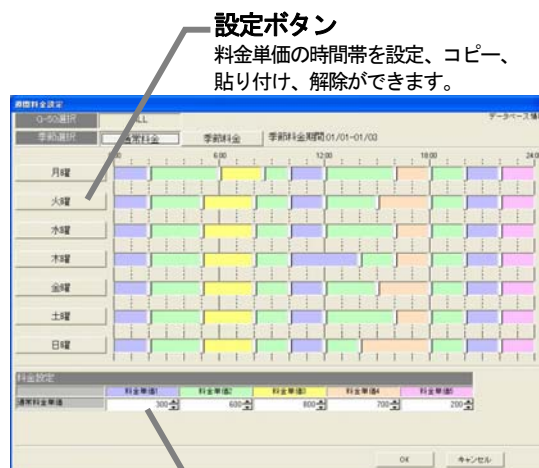 設定ボタン
料金単価の時間帯を設定、コピー、
貼り付け、解除ができます。
週間料金設定
G-50選択
データベース情
季節選択 通常料金 季節料金 季節料金期間 01/01-01/03
6:00 12:00 18:00 24:0
月曜
火曜
水曜
木曜
金曜
土曜
日曜
料金設定
料金単価1 料金単価2 料金単価3 料金単価4 料金単価5
通常料金単価 300 600 800 700 200
OK キャンセル